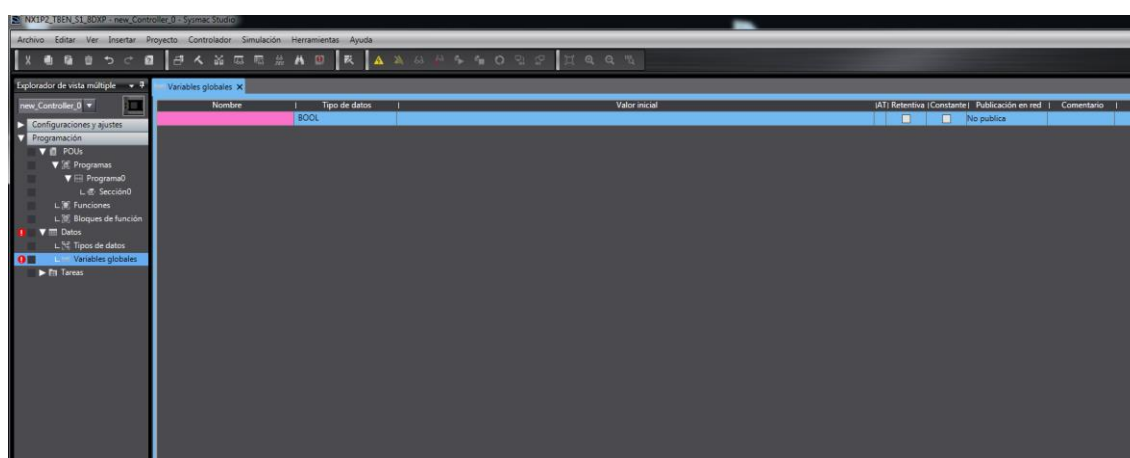 NX1P2_TBEN_S1_8DXP - new_Controller_0 - Sysmac Studio
Archivo Editar Ver Insertar Proyecto Controlador Simulación Herramientas Ayuda
Explorador de vista múltiple
Variables globales
new_Controller_0
Nombre Tipo de datos Valor inicial AT Retentiva Constante Publicación en red Comentario
BOOL No publica
Configuraciones y ajustes
Programación
POUs
Programas
Programa0
Sección0
Funciones
Bloques de función
Datos
Tipos de datos
Variables globales
Tareas